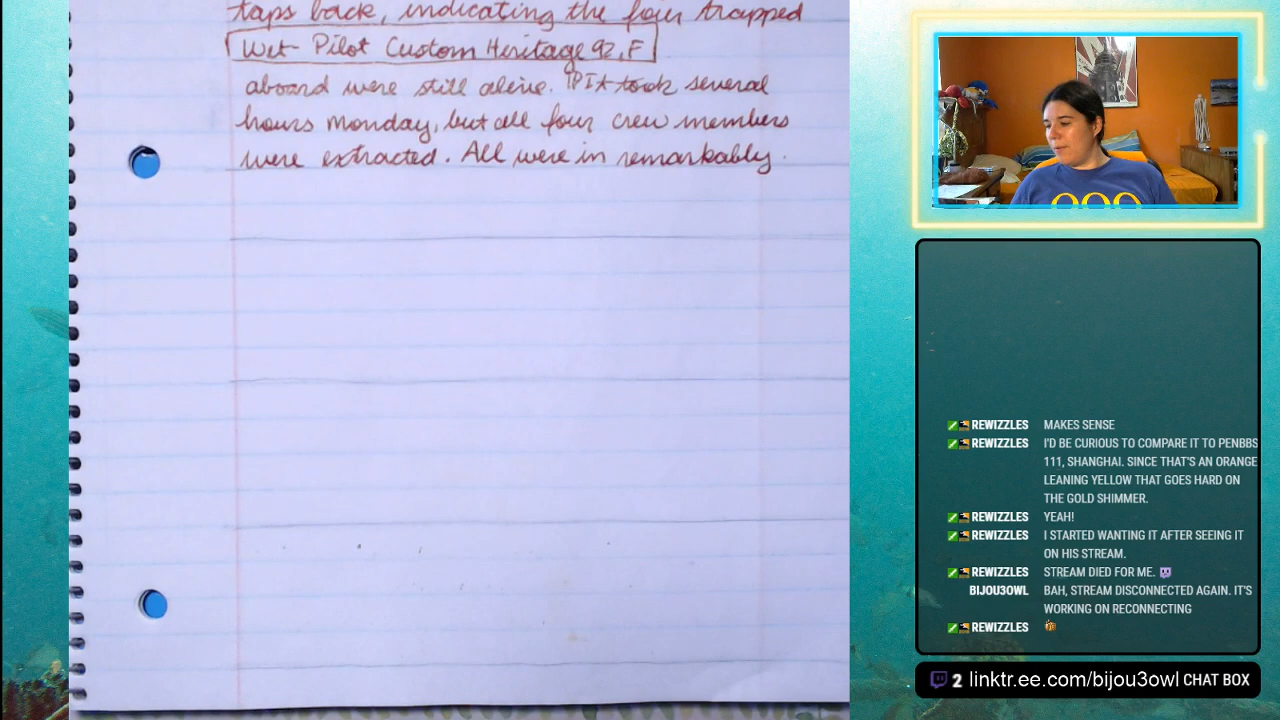 taps back, indicating the four trapped
Wet- Pilot Custom Heritage 92, F
aboard were still alive. It took several
hours Monday, but all four crew members
were extracted. All were in remarkably.
REWIZZLES MAKES SENSE
REWIZZLES I'D BE CURIOUS TO COMPARE IT TO PENBBS
111, SHANGHAI. SINCE THAT'S AN ORANGE
LEANING YELLOW THAT GOES HARD ON
THE GOLD SHIMMER.
REWIZZLES YEAH!
REWIZZLES I STARTED WANTING IT AFTER SEEING IT
ON HIS STREAM.
REWIZZLES STREAM DIED FOR ME.
BIJOU3OWL BAH, STREAM DISCONNECTED AGAIN. IT'S
WORKING ON RECONNECTING
REWIZZLES
2 linktr.ee.com/bijou3owl CHAT BOX